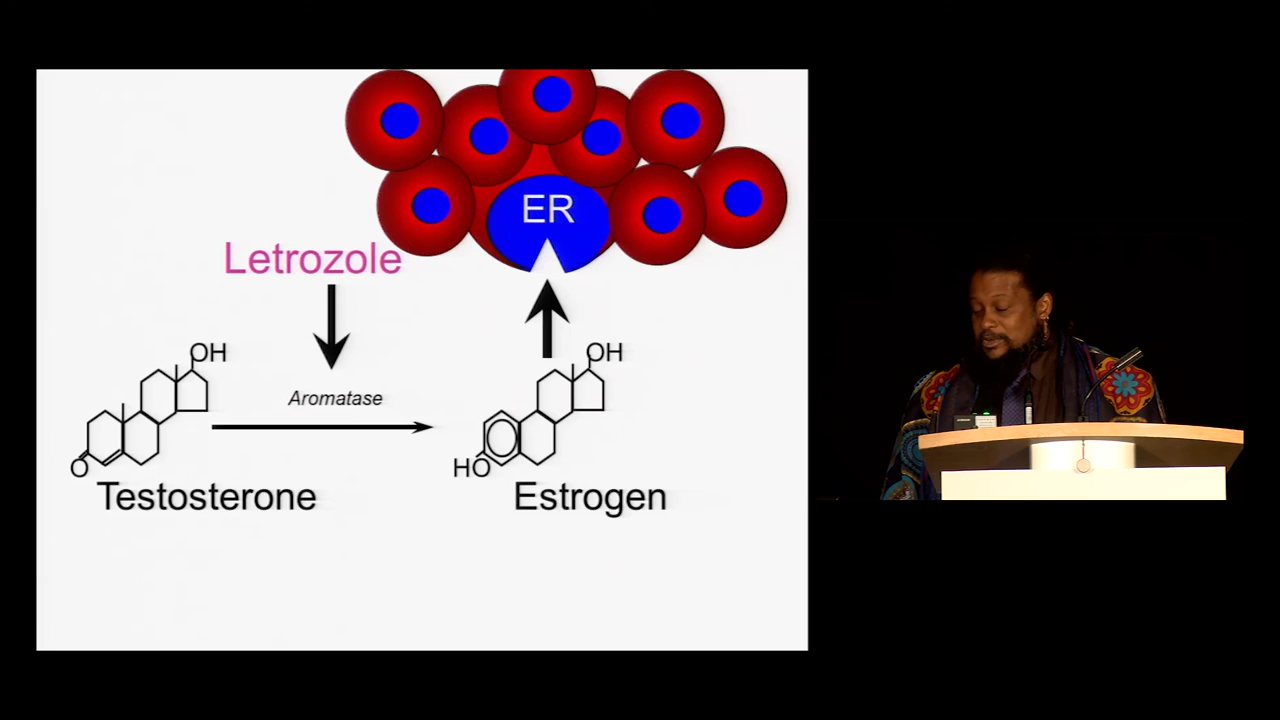 ER
Letrozole
OH
OH
Aromatase
O
HO
Testosterone
Estrogen